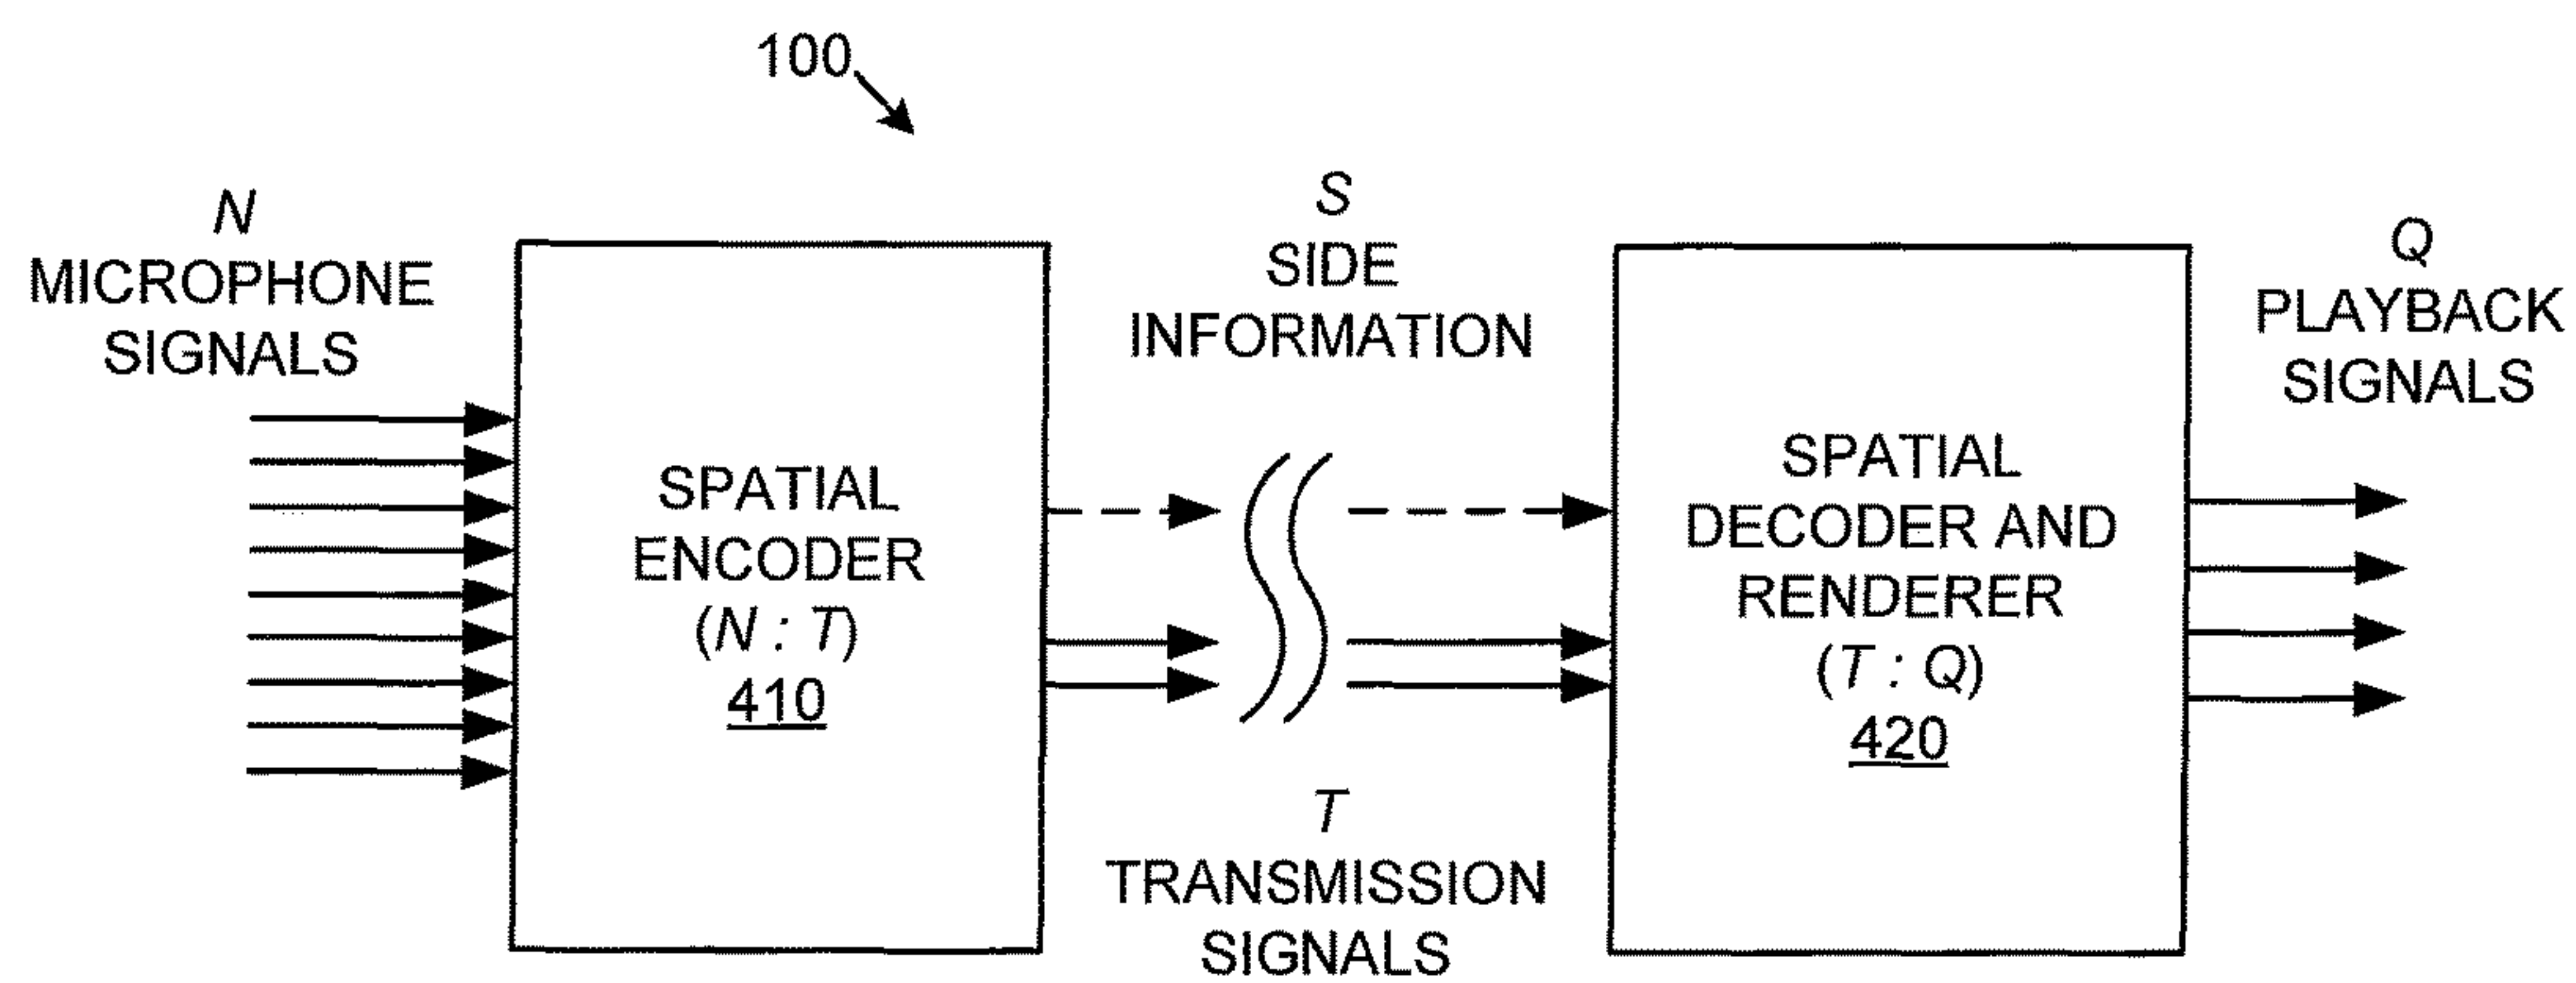 100
N
MICROPHONE
SIGNALS
SPATIAL
ENCODER
(N : T)
410
S
SIDE
INFORMATION
T
TRANSMISSION
SIGNALS
SPATIAL
DECODER AND
RENDERER
(T : Q)
420
Q
PLAYBACK
SIGNALS